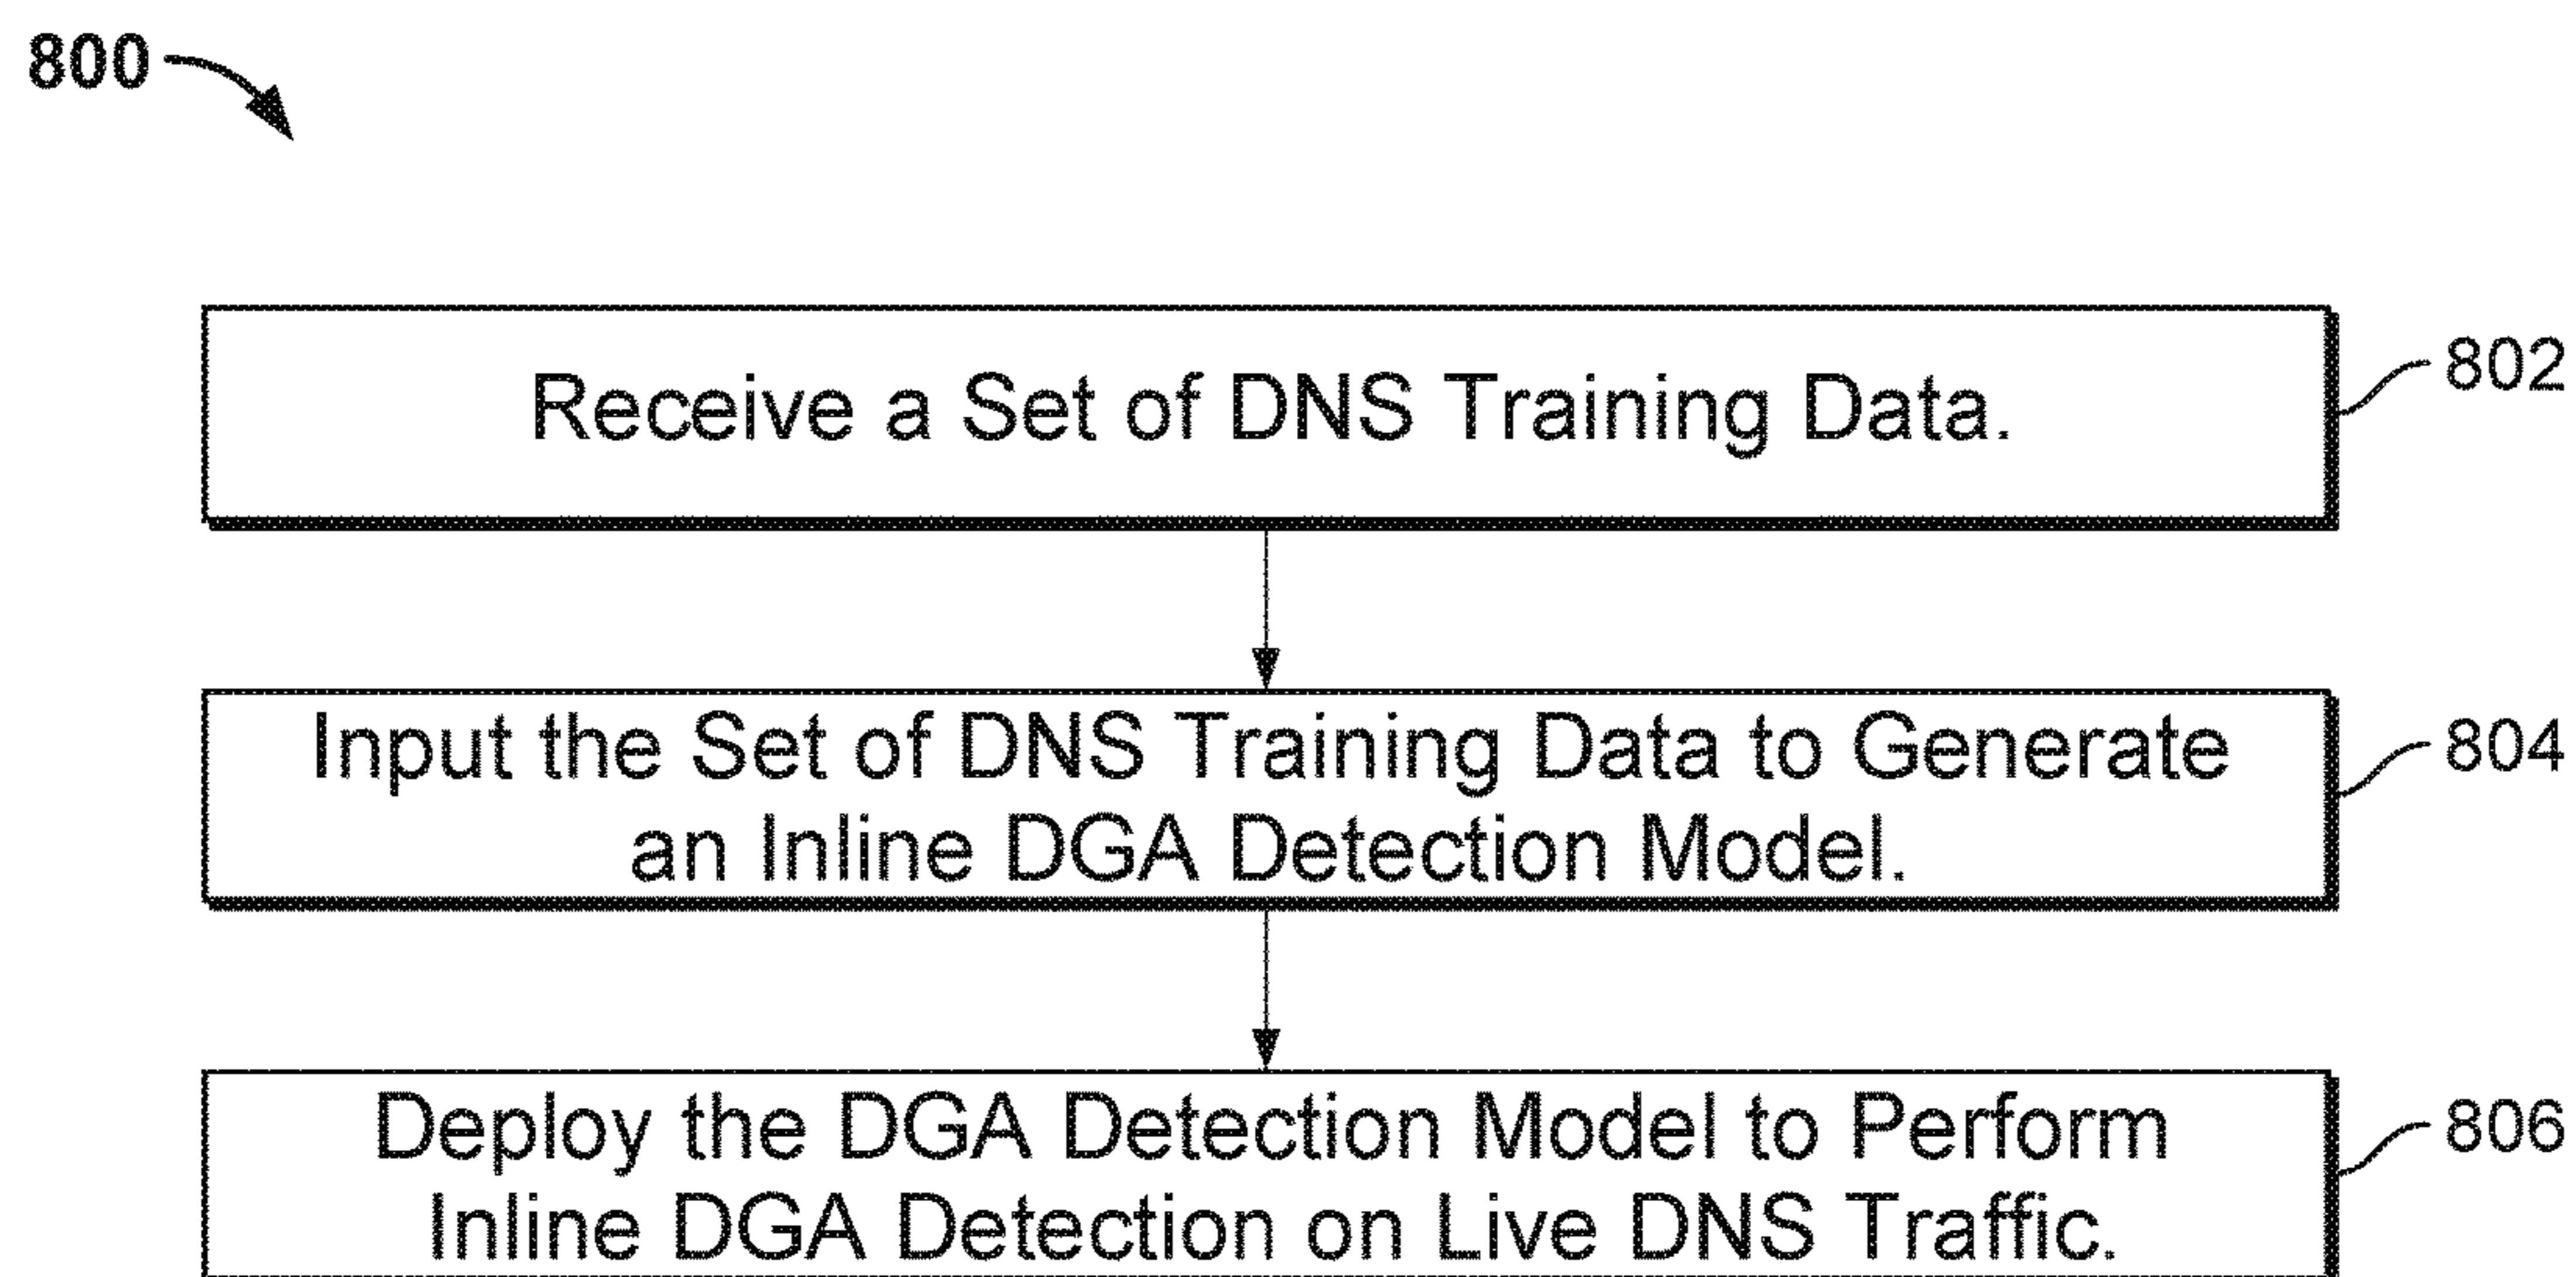 800
Receive a Set of DNS Training Data.
802
Input the Set of DNS Training Data to Generate
an Inline DGA Detection Model.
804
Deploy the DGA Detection Model to Perform
Inline DGA Detection on Live DNS Traffic.
806